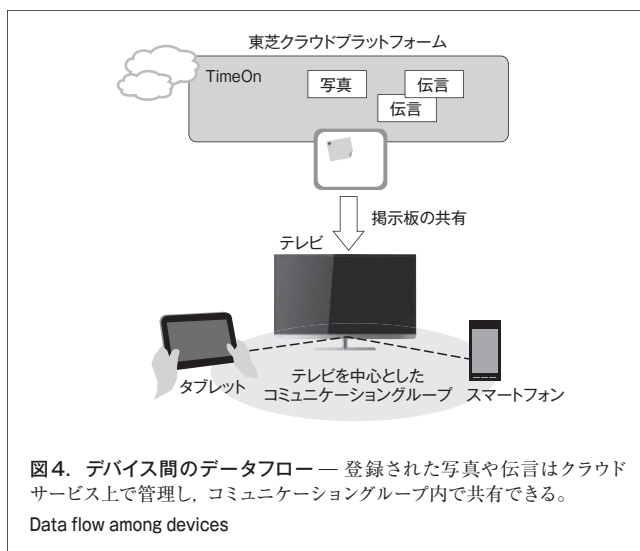 東芝クラウドプラットフォーム
TimeOn
写真
伝言
伝言
掲示板の共有
テレビ
タブレット
テレビを中心とした
コミュニケーショングループ
スマートフォン
図4. デバイス間のデータフロー — 登録された写真や伝言はクラウド
サービス上で管理し,コミュニケーショングループ内で共有できる。
Data flow among devices